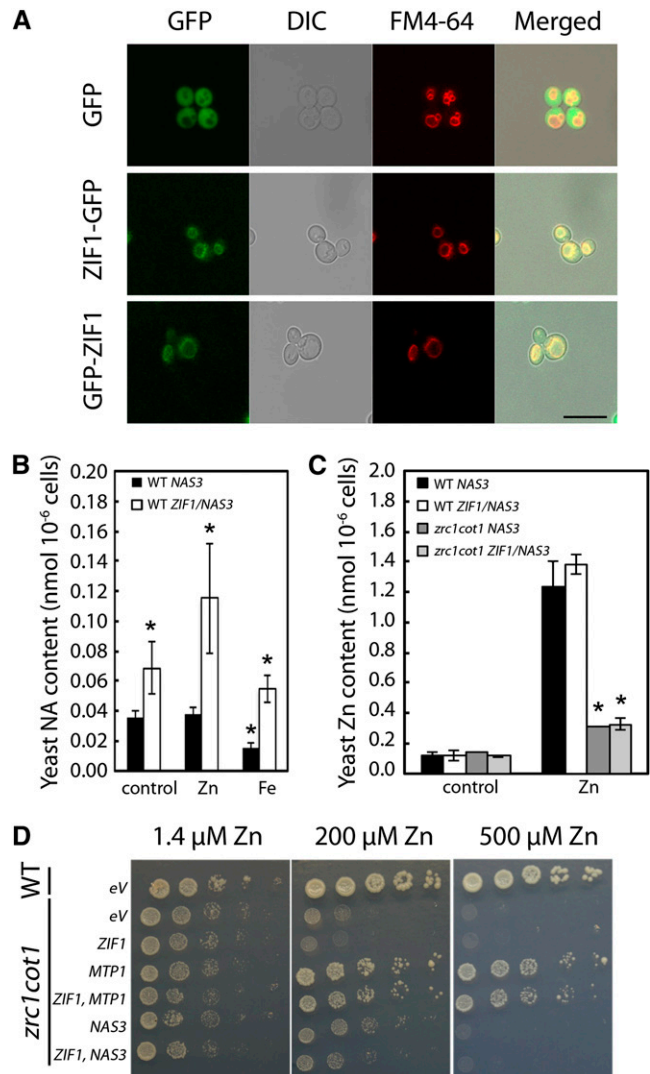 A
GFP DIC FM4-64 Merged
GFP
ZIF1-GFP
GFP-ZIF1
B
Yeast NA content (nmol 10⁻⁶ cells)
0.20
0.18
0.16
0.14
0.12
0.10
0.08
0.06
0.04
0.02
0.00
WT NAS3
WT ZIF1/NAS3
* * * *
control Zn Fe
C
Yeast Zn content (nmol 10⁻⁶ cells)
2.0
1.8
1.6
1.4
1.2
1.0
0.8
0.6
0.4
0.2
0.0
WT NAS3
WT ZIF1/NAS3
zrc1cot1 NAS3
zrc1cot1 ZIF1/NAS3
* *
control Zn
D
1.4 µM Zn 200 µM Zn 500 µM Zn
WT
eV
zrc1cot1
eV
ZIF1
MTP1
ZIF1, MTP1
NAS3
ZIF1, NAS3